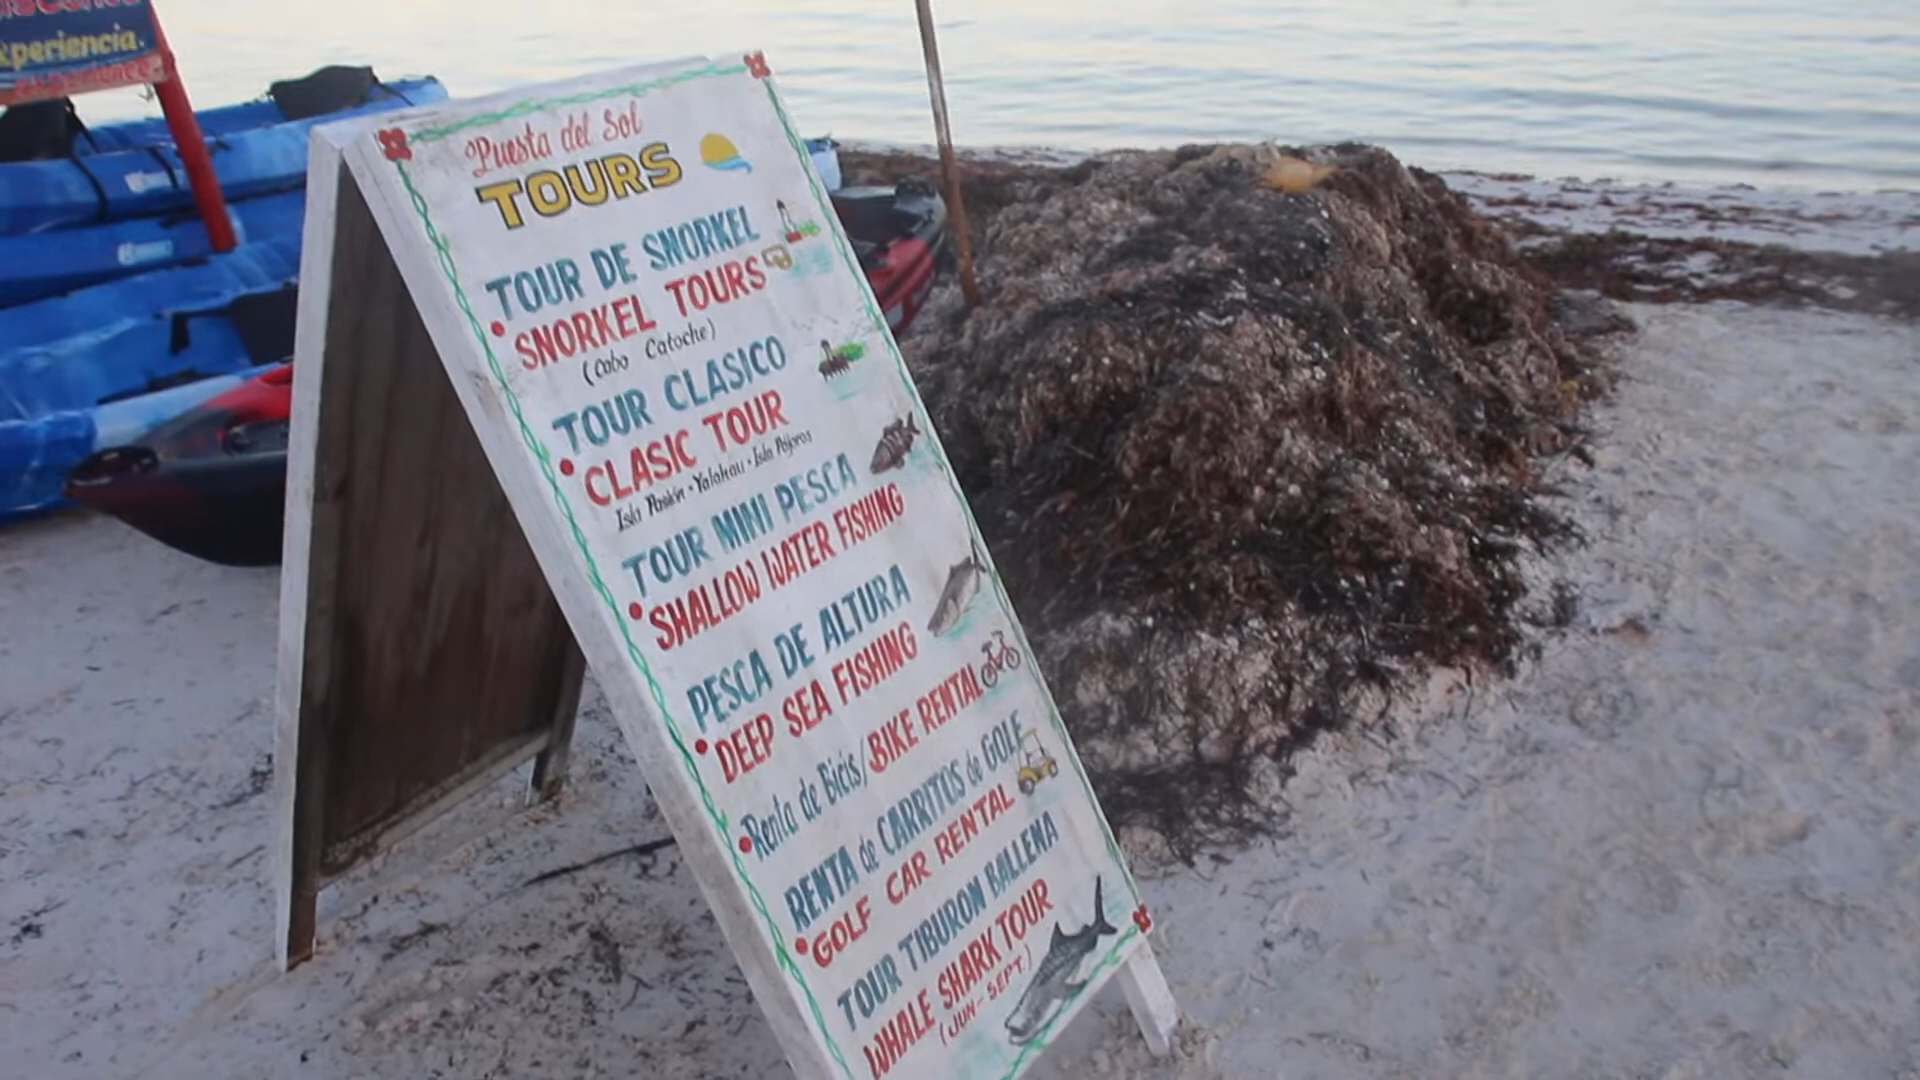 xperiencia.
Puesta del Sol
TOURS
TOUR DE SNORKEL
SNORKEL TOURS
(Cabo Catoche)
TOUR CLASICO
CLASIC TOUR
Isla Pasión - Yalahau - Isla Pájaros
TOUR MINI PESCA
SHALLOW WATER FISHING
PESCA DE ALTURA
DEEP SEA FISHING
Renta de Bicis/BIKE RENTAL
RENTA de CARRITOS de GOLF
GOLF CAR RENTAL
TOUR TIBURON BALLENA
WHALE SHARK TOUR
(JUN-SEPT.)